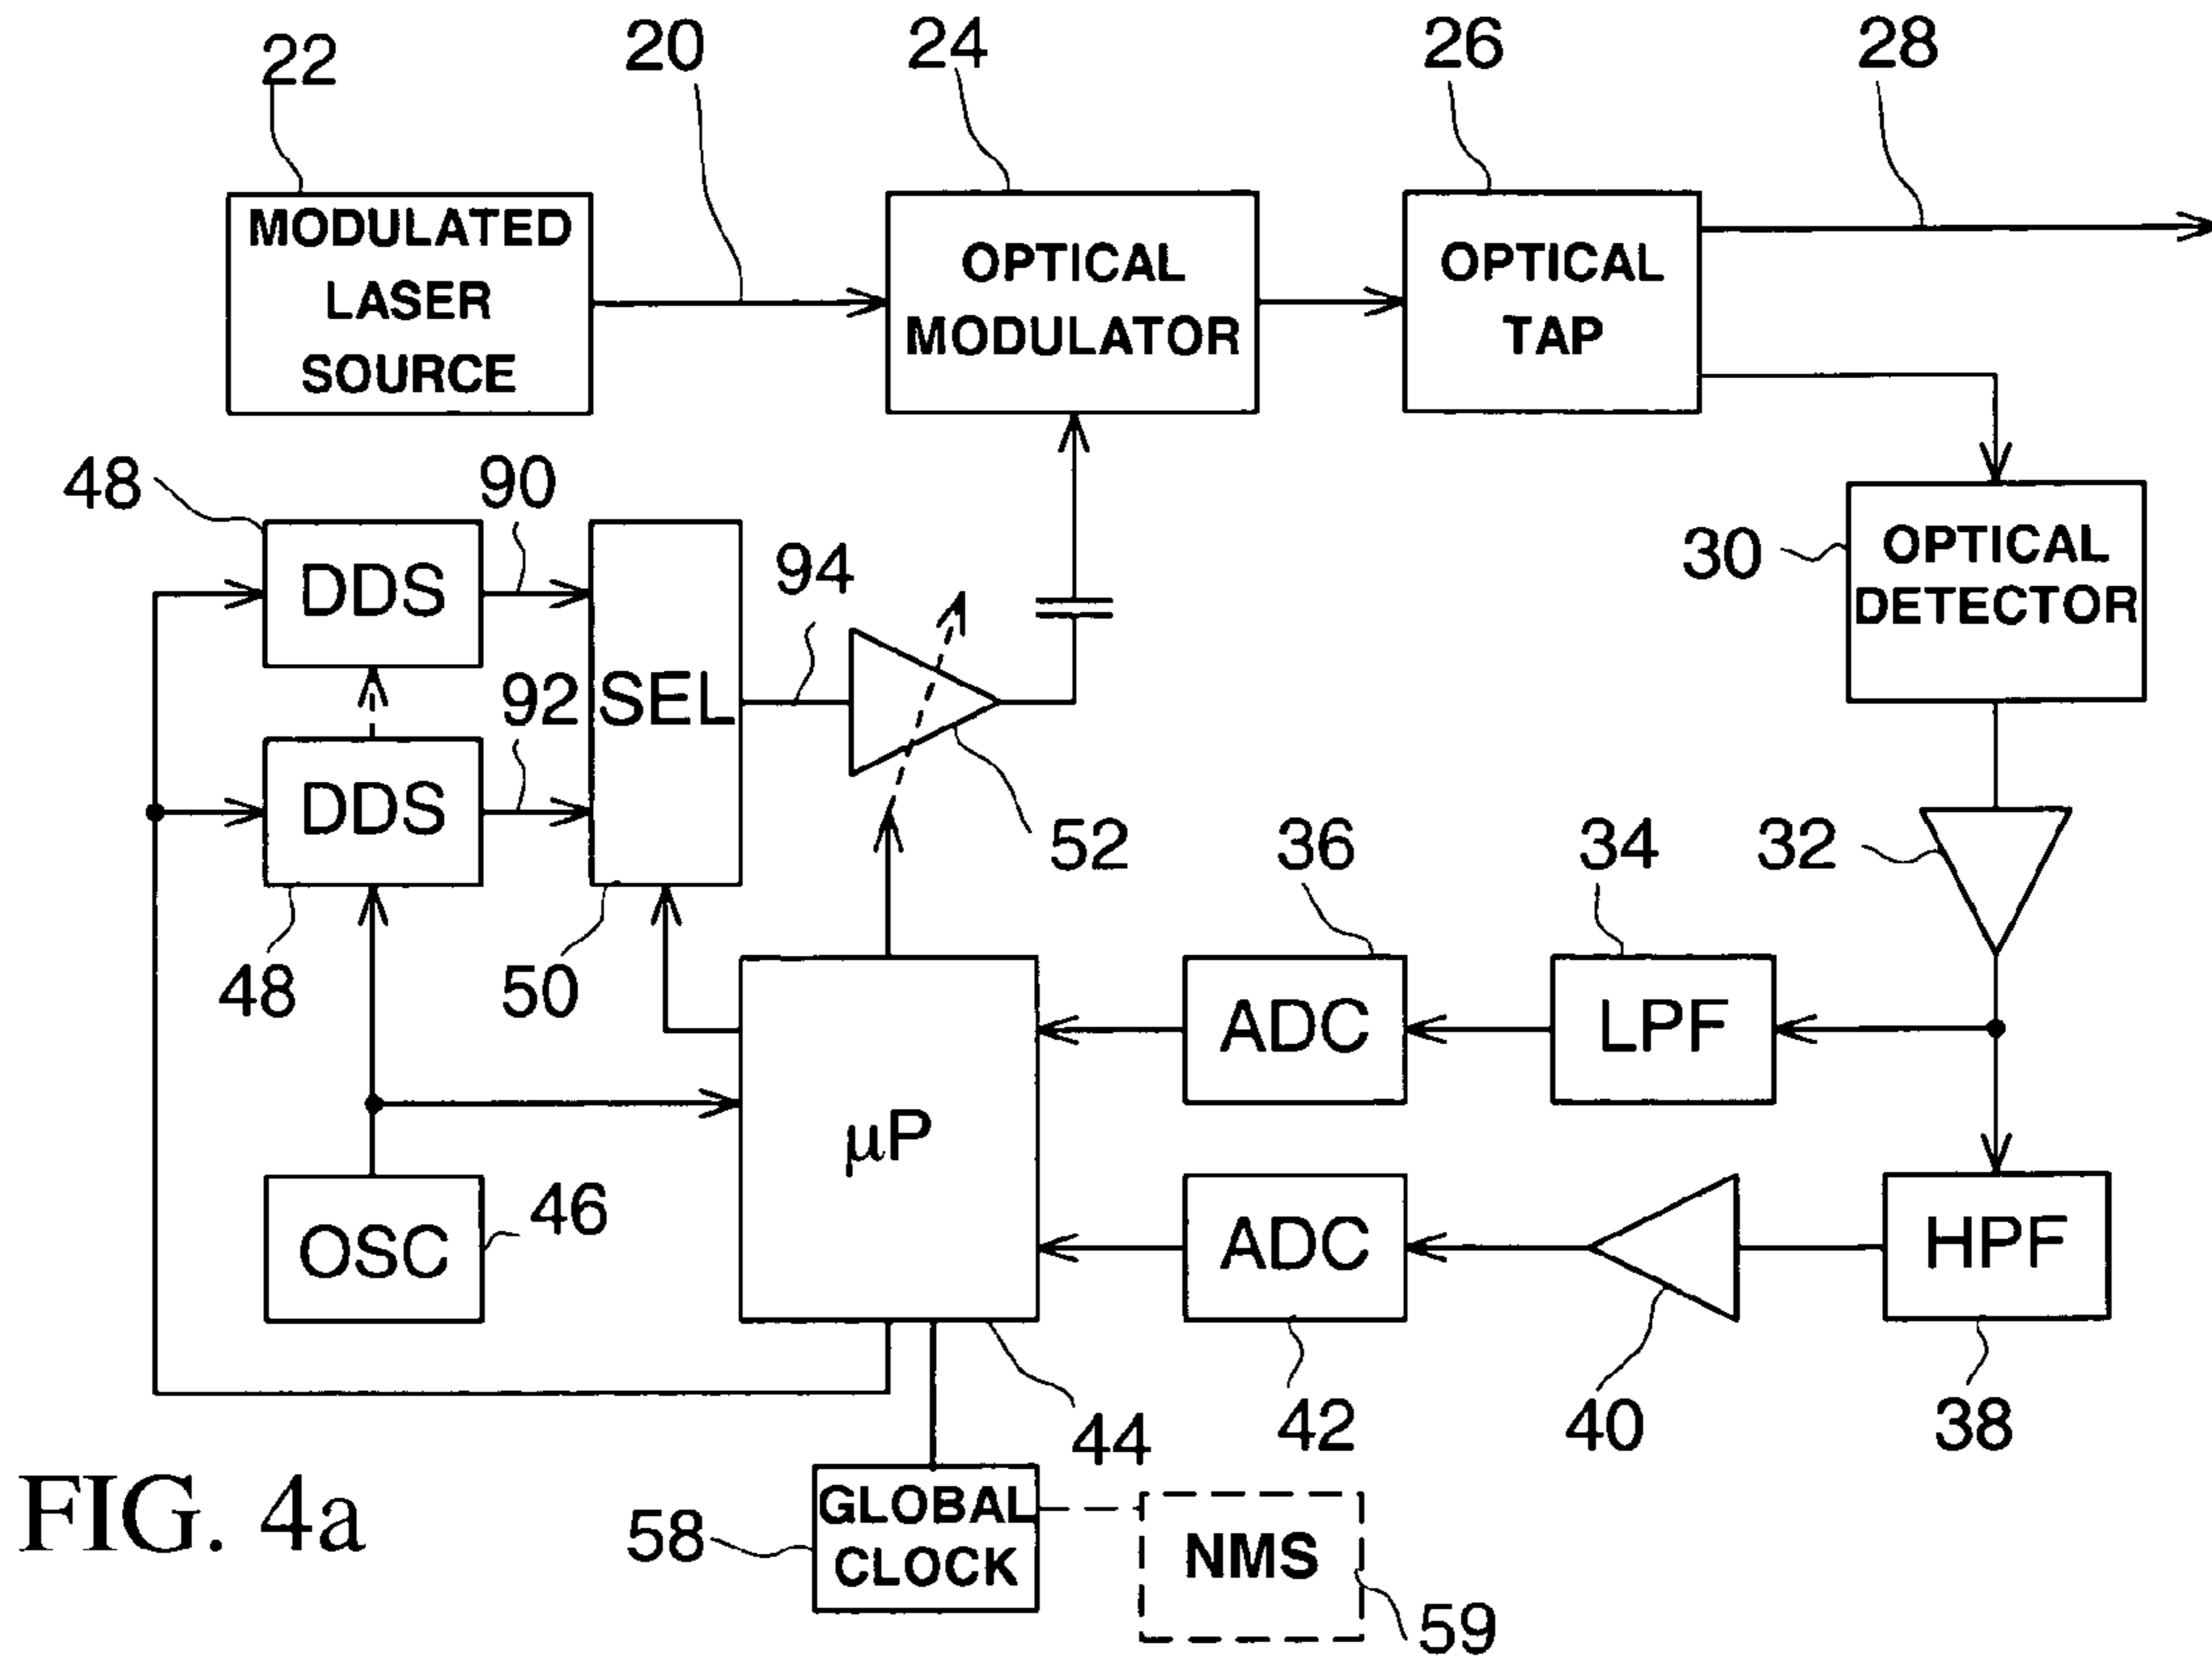 22
20
24
26
28
MODULATED
LASER
SOURCE
OPTICAL
MODULATOR
OPTICAL
TAP
48
90
94
30
OPTICAL
DETECTOR
DDS
92
SEL
DDS
52
36
34
32
48
50
ADC
LPF
μP
OSC
46
ADC
HPF
44
42
40
38
FIG. 4a
58
GLOBAL
CLOCK
NMS
59